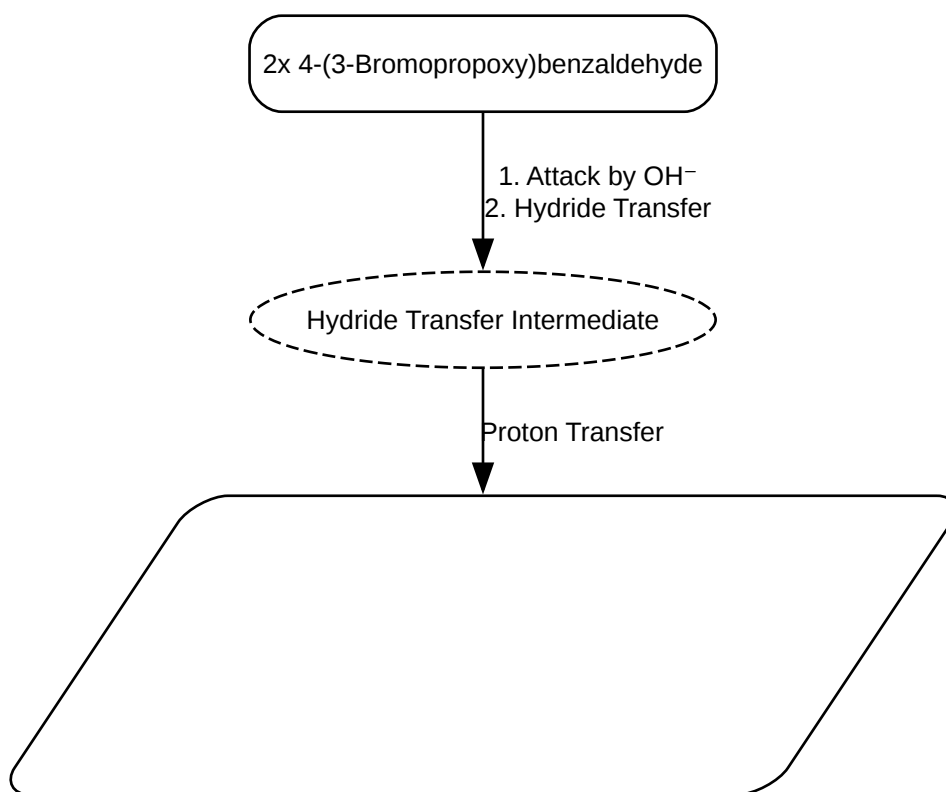 2x 4-(3-Bromopropoxy)benzaldehyde
1. Attack by OH⁻
2. Hydride Transfer
Hydride Transfer Intermediate
Proton Transfer